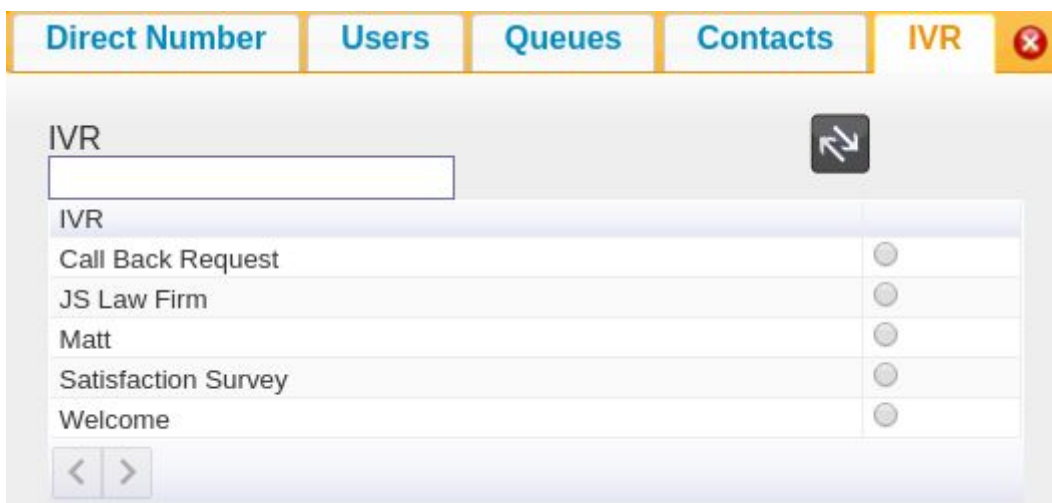 Direct Number Users Queues Contacts IVR
IVR
IVR
Call Back Request
JS Law Firm
Matt
Satisfaction Survey
Welcome